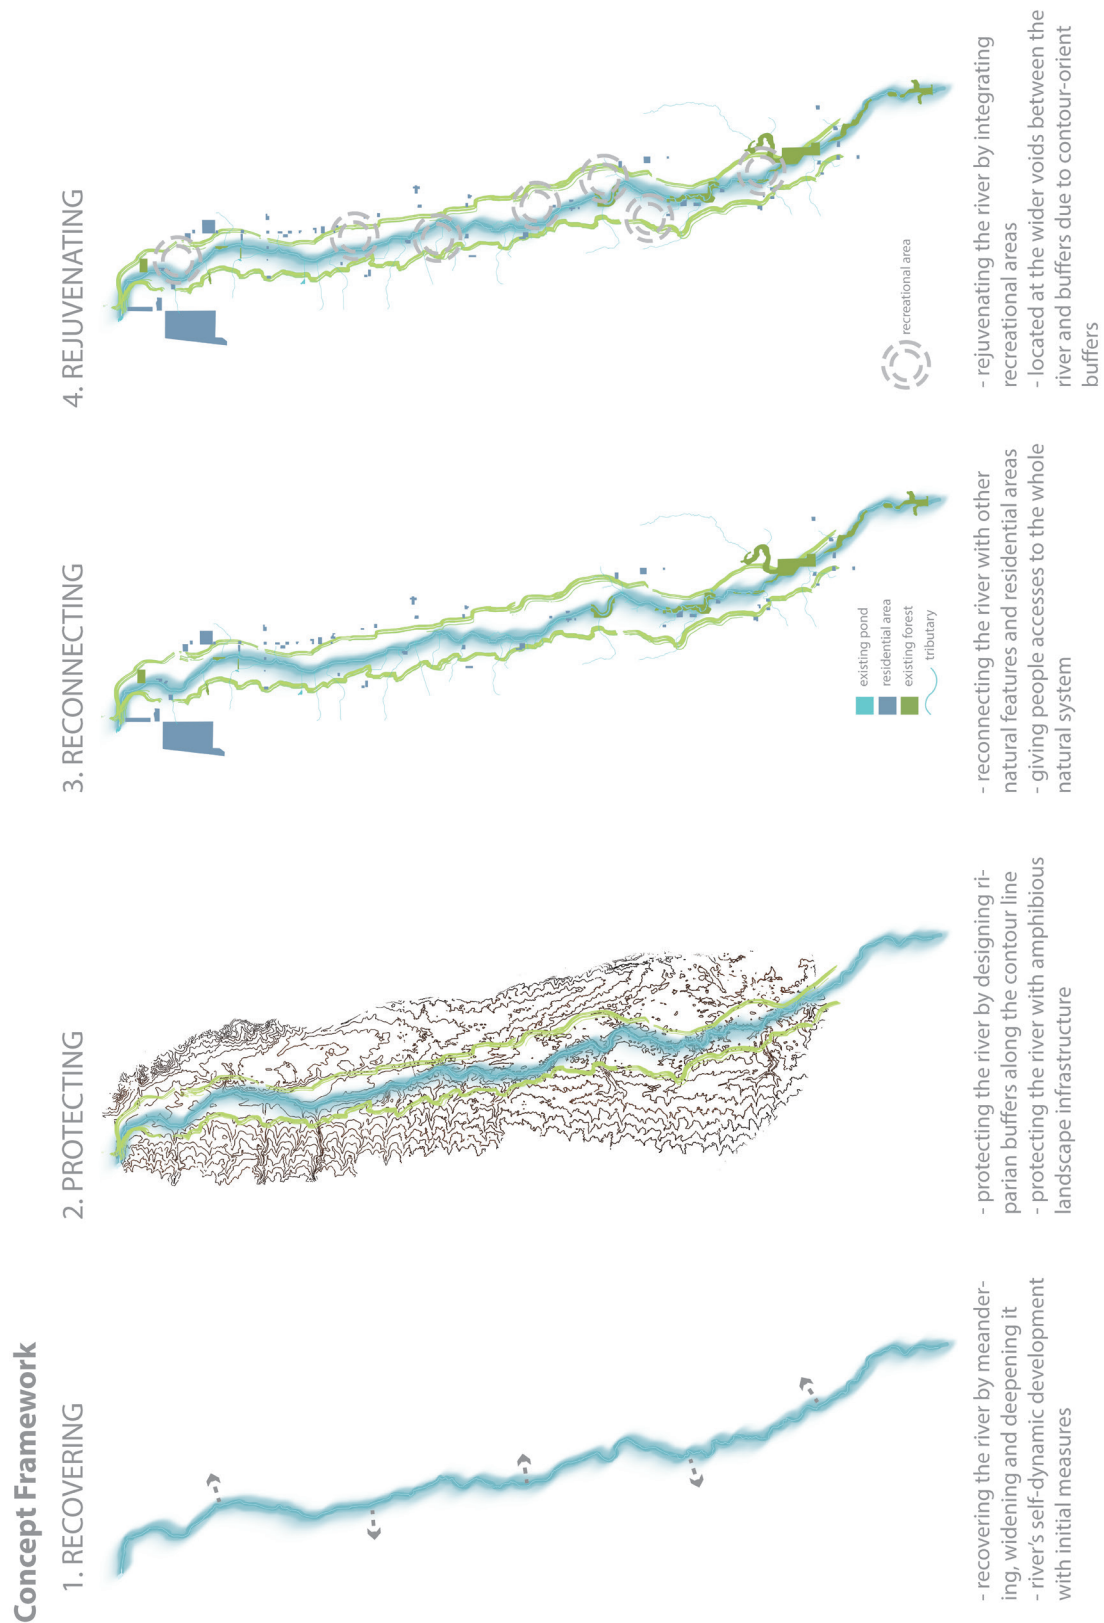 Concept Framework
1. RECOVERING
- recovering the river by meander-
ing, widening and deepening it
- river's self-dynamic development
with initial measures
2. PROTECTING
- protecting the river by designing ri-
parian buffers along the contour line
- protecting the river with amphibious
landscape infrastructure
3. RECONNECTING
existing pond
residential area
existing forest
tributary
- reconnecting the river with other
natural features and residential areas
- giving people accesses to the whole
natural system
4. REJUVENATING
recreational area
- rejuvenating the river by integrating
recreational areas
- located at the wider voids between the
river and buffers due to contour-orient
buffers